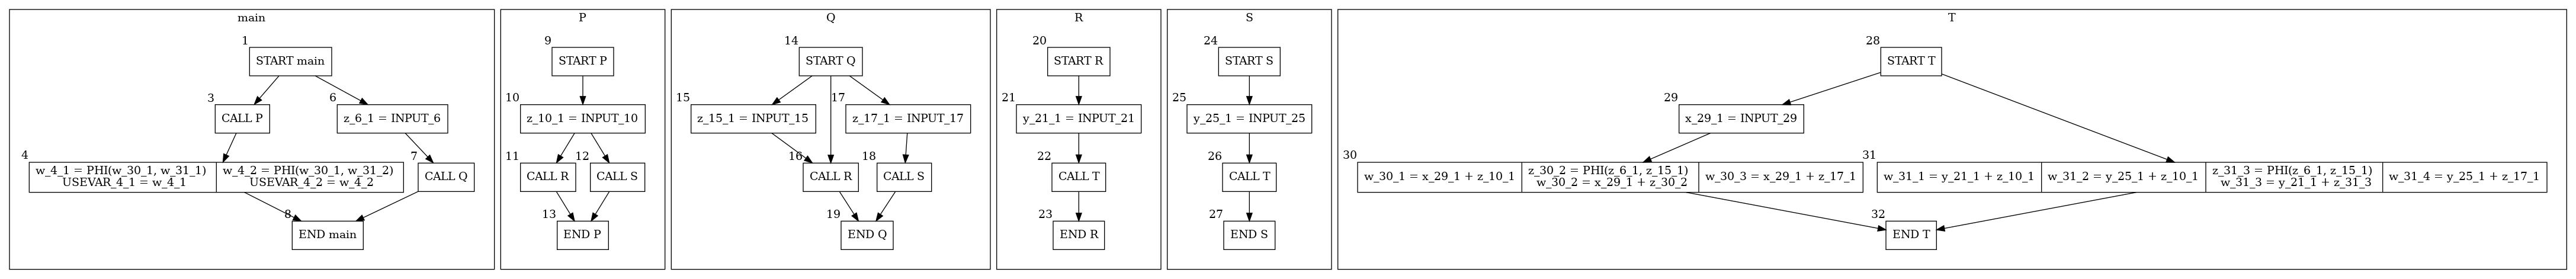 main
1
START main
3
CALL P
6
z_6_1 = INPUT_6
4
w_4_1 = PHI(w_30_1, w_31_1)
USEVAR_4_1 = w_4_1
w_4_2 = PHI(w_30_1, w_31_2)
USEVAR_4_2 = w_4_2
7
CALL Q
8
END main
P
9
START P
10
z_10_1 = INPUT_10
11
CALL R
12
CALL S
13
END P
Q
14
START Q
15
z_15_1 = INPUT_15
17
z_17_1 = INPUT_17
16
CALL R
18
CALL S
19
END Q
R
20
START R
21
y_21_1 = INPUT_21
22
CALL T
23
END R
S
24
START S
25
y_25_1 = INPUT_25
26
CALL T
27
END S
T
28
START T
29
x_29_1 = INPUT_29
30
w_30_1 = x_29_1 + z_10_1
z_30_2 = PHI(z_6_1, z_15_1)
w_30_2 = x_29_1 + z_30_2
w_30_3 = x_29_1 + z_17_1
31
w_31_1 = y_21_1 + z_10_1
w_31_2 = y_25_1 + z_10_1
z_31_3 = PHI(z_6_1, z_15_1)
w_31_3 = y_21_1 + z_31_3
w_31_4 = y_25_1 + z_17_1
32
END T